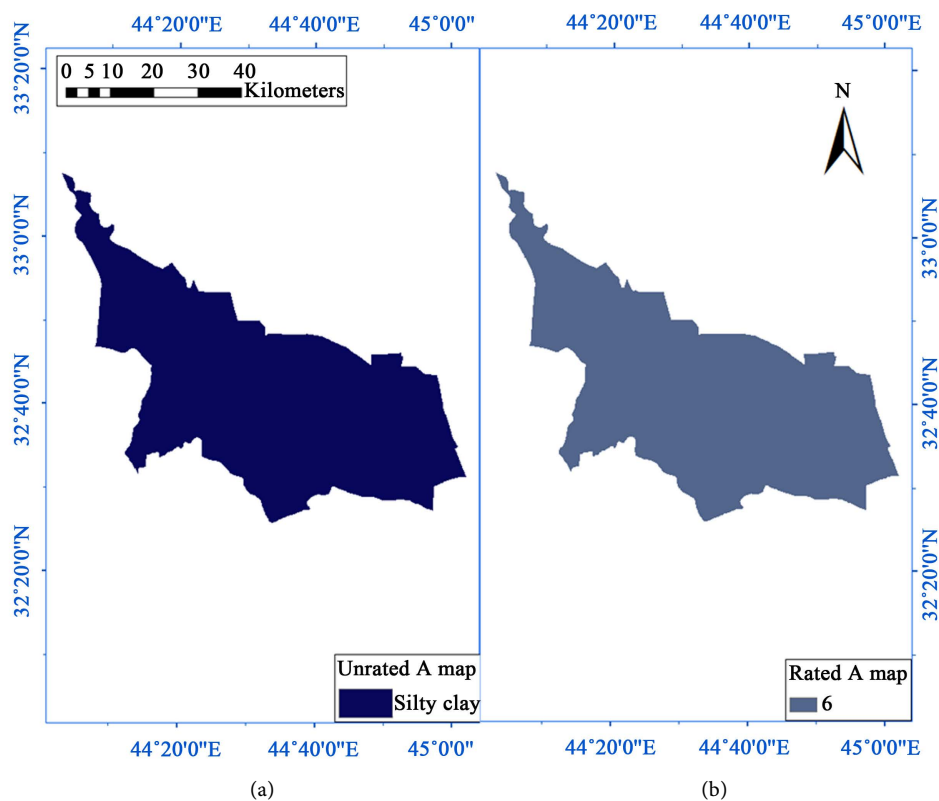 44°20'0"E 44°40'0"E 45°0'0"E
44°20'0"E 44°40'0"E 45°0'0"E
0 5 10 20 30 40
Kilometers
N
33°20'0"N
33°0'0"N
32°40'0"N
32°20'0"N
33°0'0"N
32°40'0"N
32°20'0"N
Unrated A map
Silty clay
Rated A map
6
44°20'0"E 44°40'0"E 45°0'0"
44°20'0"E 44°40'0"E 45°0'0"E
(a)
(b)